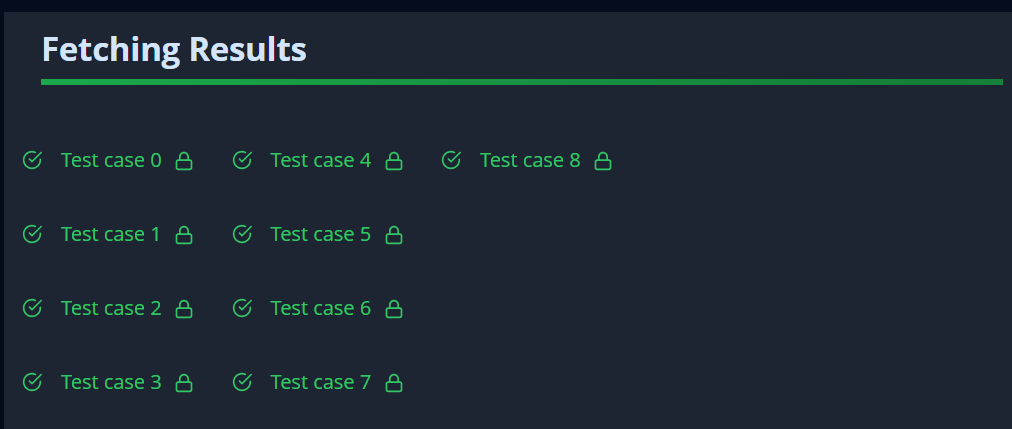 Fetching Results
Test case 0
Test case 4
Test case 8
Test case 1
Test case 5
Test case 2
Test case 6
Test case 3
Test case 7